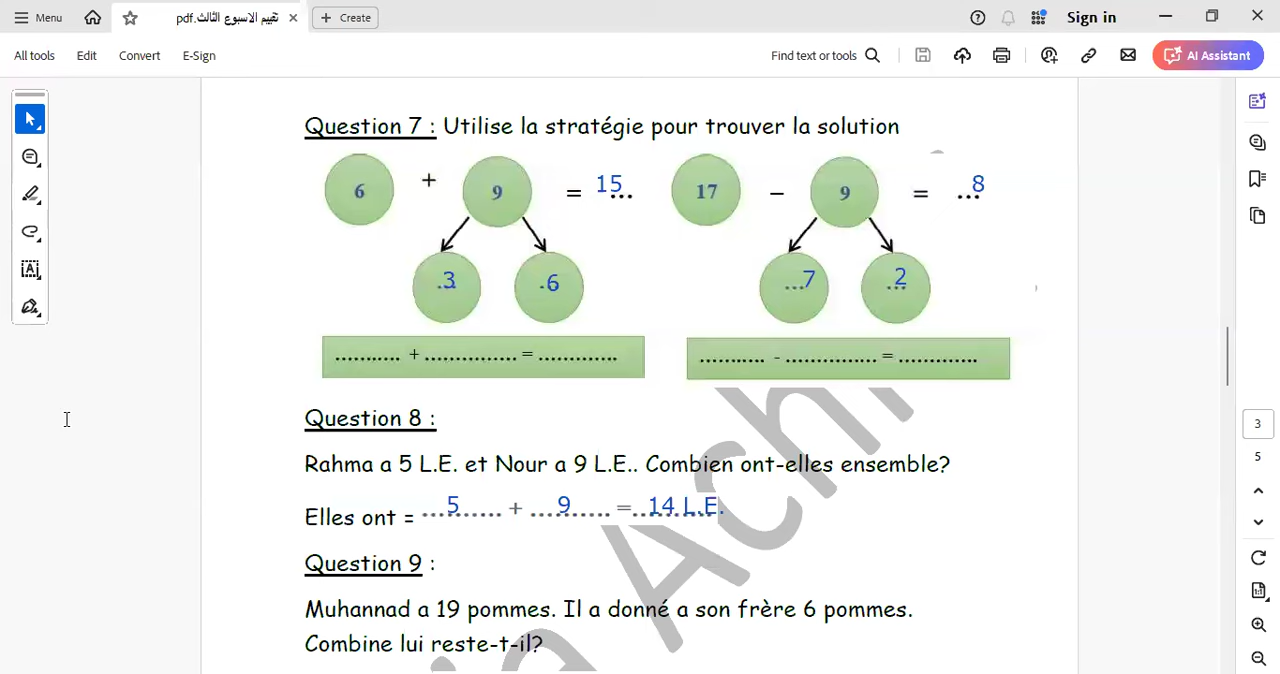 Menu
تقييم الاسبوع الثالث.pdf
Create
Sign in
All tools Edit Convert E-Sign
Find text or tools
AI Assistant
Question 7 : Utilise la stratégie pour trouver la solution
6 + 9 = 15... 17 - 9 = ...8
.3. .6 ...7 ...2
........... + ............... = ............. ........... - ............... = .............
Question 8 :
Rahma a 5 L.E. et Nour a 9 L.E.. Combien ont-elles ensemble?
Elles ont = ...5...... + ....9..... =..14 L.E.
Question 9 :
Muhannad a 19 pommes. Il a donné a son frère 6 pommes.
Combine lui reste-t-il?
3
5
ia Achr